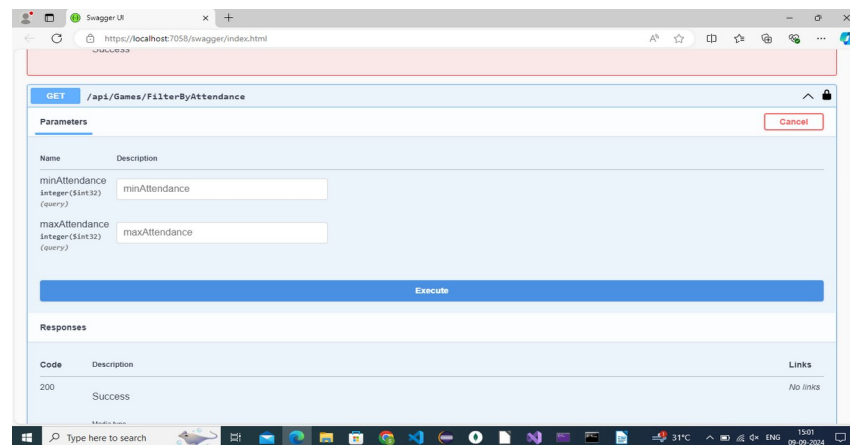 Swagger UI
https://localhost:7058/swagger/index.html
Success
GET /api/Games/FilterByAttendance
Parameters
Cancel
Name Description
minAttendance
integer($int32)
(query)
minAttendance
maxAttendance
integer($int32)
(query)
maxAttendance
Execute
Responses
Code Description Links
200
Success
No links
Media type
Type here to search
31°C
ENG
15:01
09-09-2024